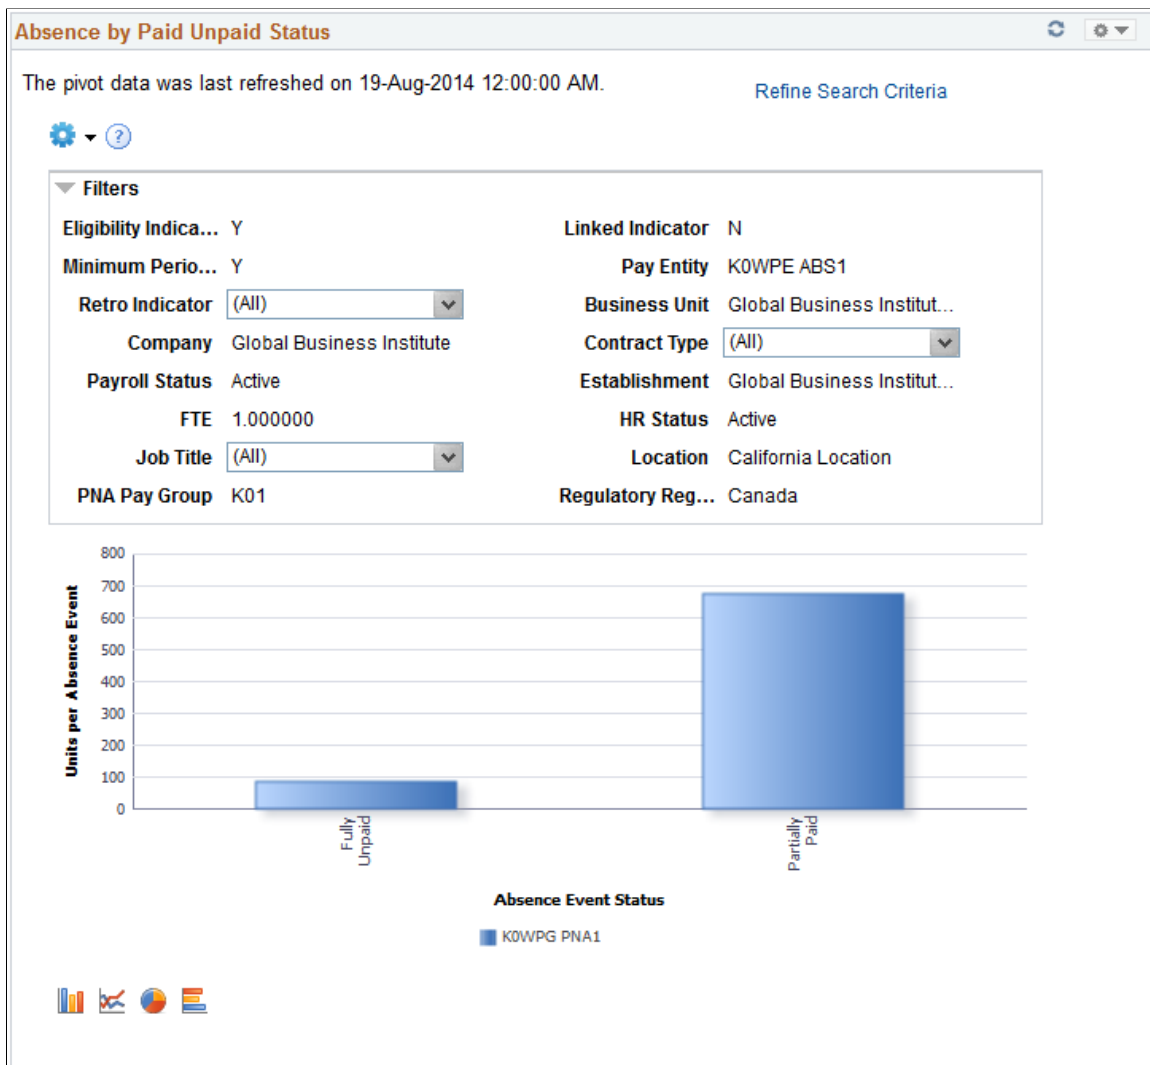 Absence by Paid Unpaid Status
The pivot data was last refreshed on 19-Aug-2014 12:00:00 AM.
Refine Search Criteria
?
Filters
Eligibility Indica... Y
Linked Indicator N
Minimum Perio... Y
Pay Entity K0WPE ABS1
Retro Indicator (All)
Business Unit Global Business Institut...
Company Global Business Institute
Contract Type (All)
Payroll Status Active
Establishment Global Business Institut...
FTE 1.000000
HR Status Active
Job Title (All)
Location California Location
PNA Pay Group K01
Regulatory Reg... Canada
800
700
600
500
400
300
200
100
0
Units per Absence Event
Fully
Unpaid
Partially
Paid
Absence Event Status
K0WPG PNA1